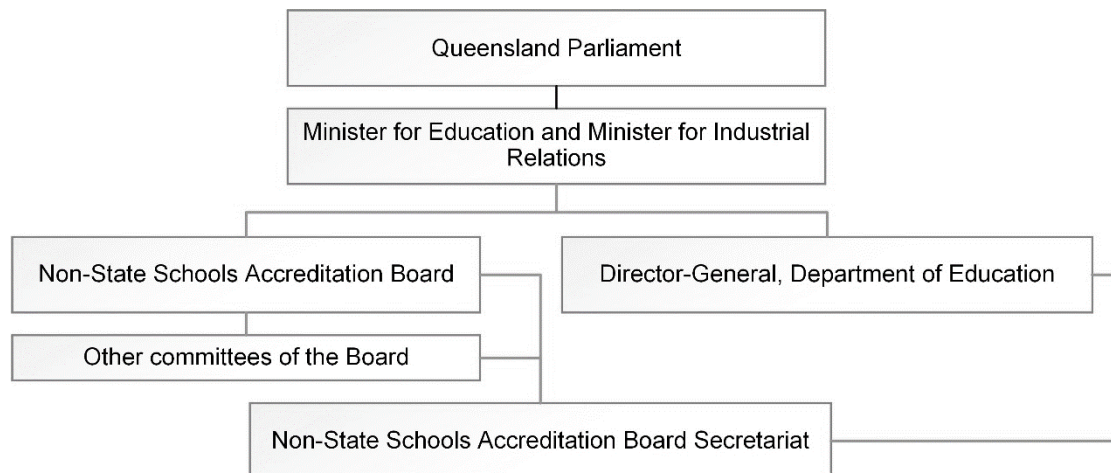 Queensland Parliament
Minister for Education and Minister for Industrial
Relations
Non-State Schools Accreditation Board
Director-General, Department of Education
Other committees of the Board
Non-State Schools Accreditation Board Secretariat